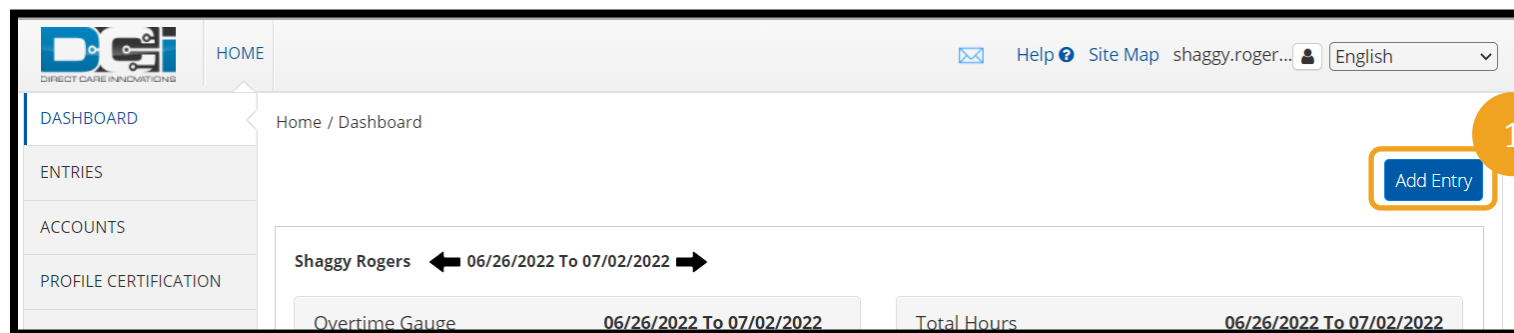 DCI
DIRECT CARE INNOVATIONS
HOME
Help ? Site Map shaggy.roger... English
DASHBOARD
Home / Dashboard
1
ENTRIES
Add Entry
ACCOUNTS
Shaggy Rogers 06/26/2022 To 07/02/2022
PROFILE CERTIFICATION
Overtime Gauge 06/26/2022 To 07/02/2022
Total Hours 06/26/2022 To 07/02/2022